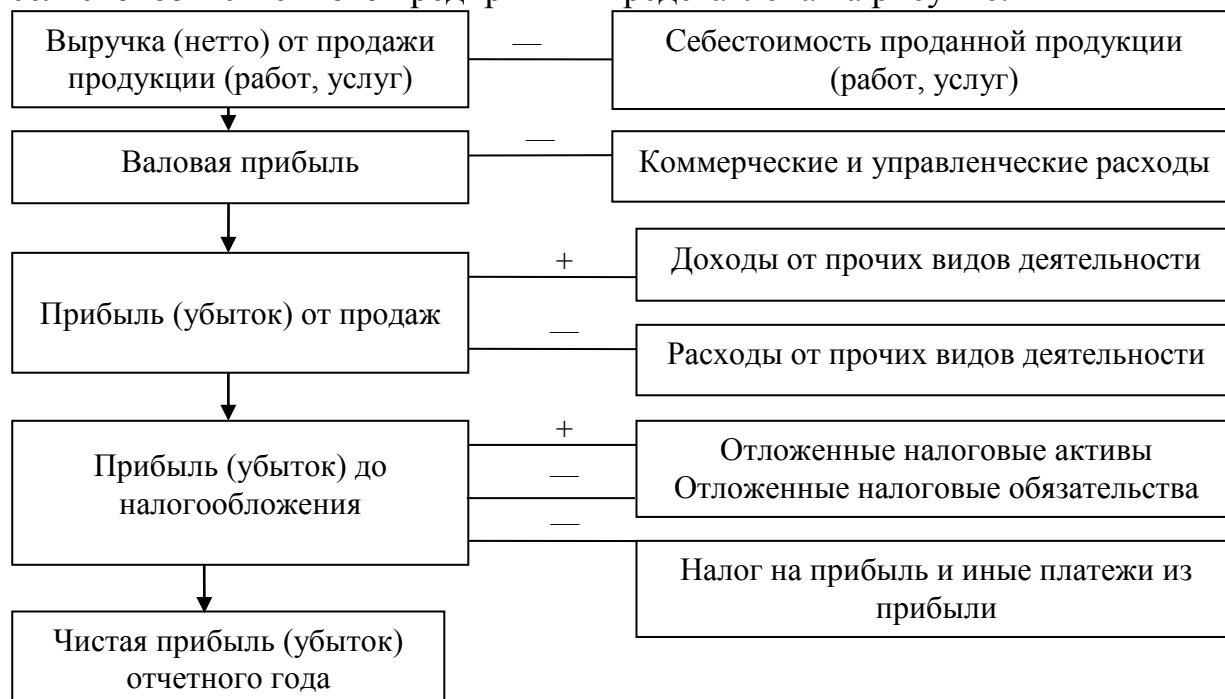 Выручка (нетто) от продажи
продукции (работ, услуг)
—
Себестоимость проданной продукции
(работ, услуг)
Валовая прибыль
—
Коммерческие и управленческие расходы
Прибыль (убыток) от продаж
+
Доходы от прочих видов деятельности
—
Расходы от прочих видов деятельности
Прибыль (убыток) до
налогообложения
+
Отложенные налоговые активы
—
Отложенные налоговые обязательства
—
Налог на прибыль и иные платежи из
прибыли
Чистая прибыль (убыток)
отчетного года